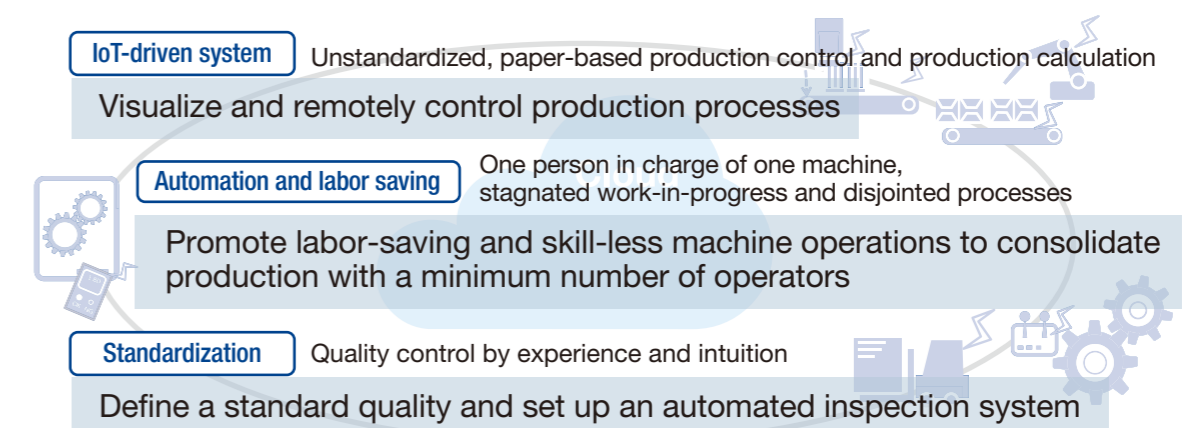 IoT-driven system
Unstandardized, paper-based production control and production calculation
Visualize and remotely control production processes
Automation and labor saving
One person in charge of one machine,
stagnated work-in-progress and disjointed processes
Cloud
Promote labor-saving and skill-less machine operations to consolidate
production with a minimum number of operators
Standardization
Quality control by experience and intuition
Define a standard quality and set up an automated inspection system